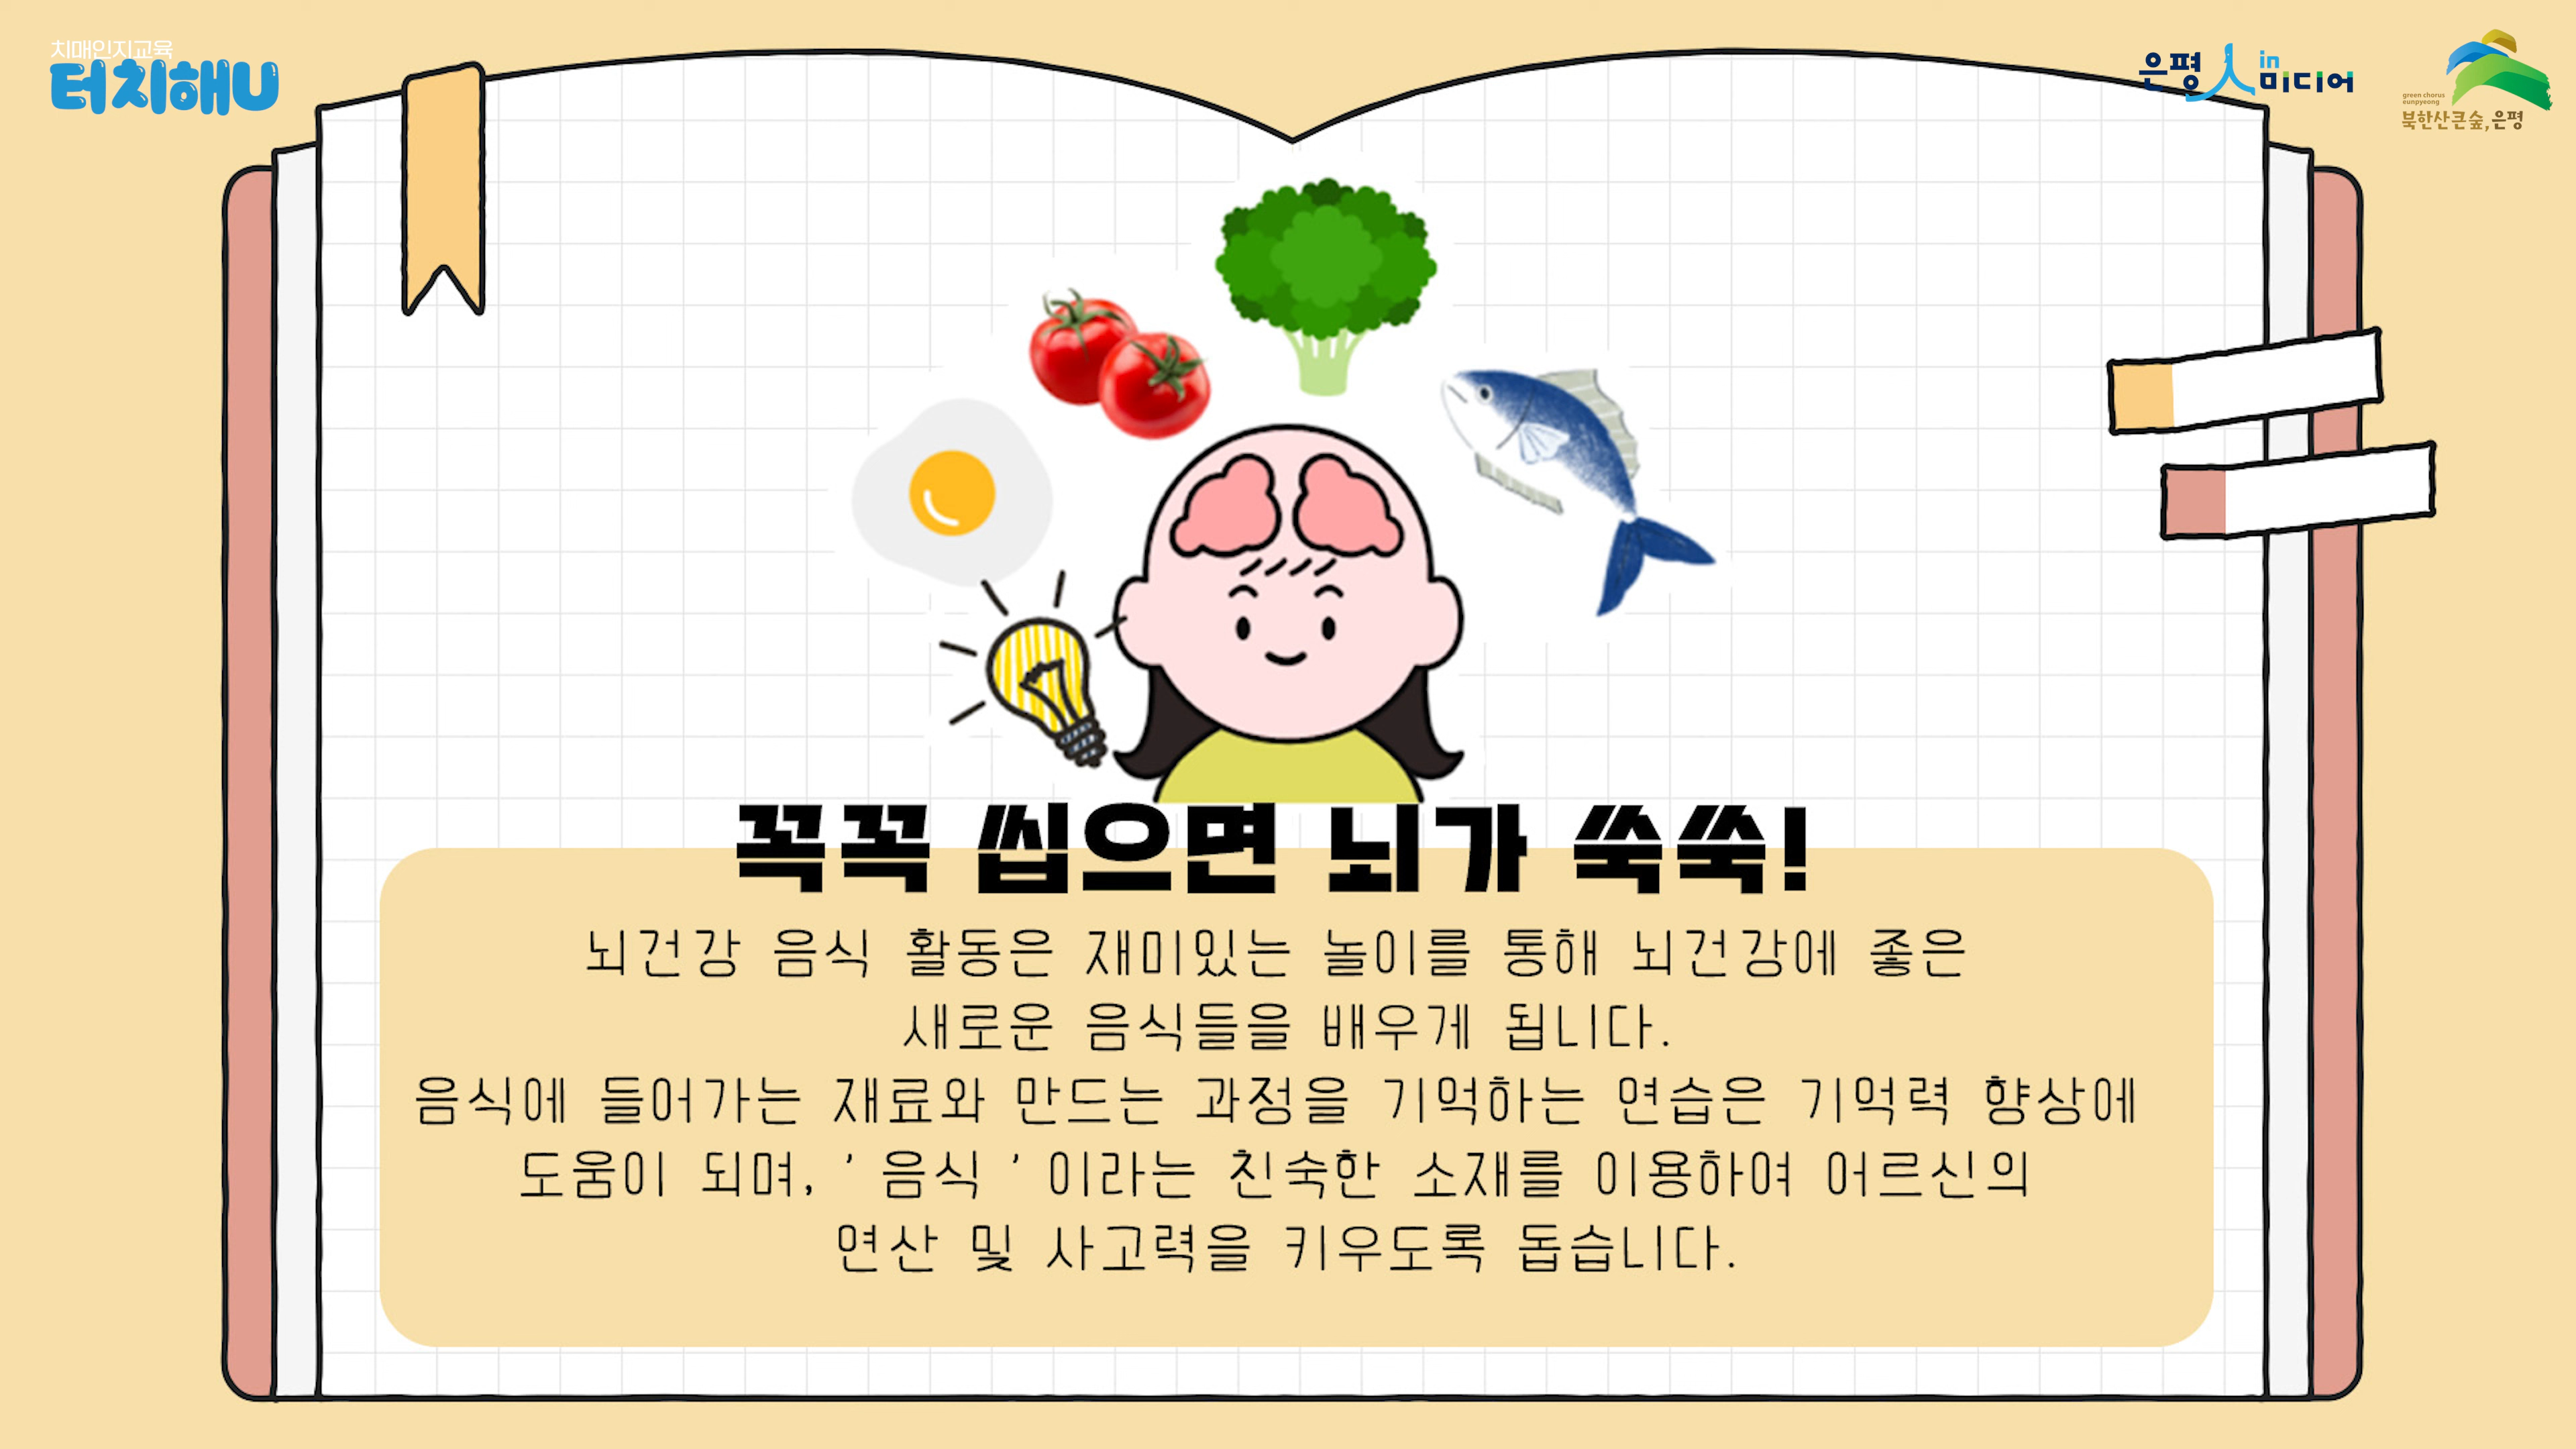 치매인지교육
터치해U
은평人in미디어
green chorus
eunpyeong
북한산큰숲,은평
꼭꼭 씹으면 뇌가 쑥쑥!
뇌건강 음식 활동은 재미있는 놀이를 통해 뇌건강에 좋은
새로운 음식들을 배우게 됩니다.
음식에 들어가는 재료와 만드는 과정을 기억하는 연습은 기억력 향상에
도움이 되며, ' 음식 ' 이라는 친숙한 소재를 이용하여 어르신의
연산 및 사고력을 키우도록 돕습니다.